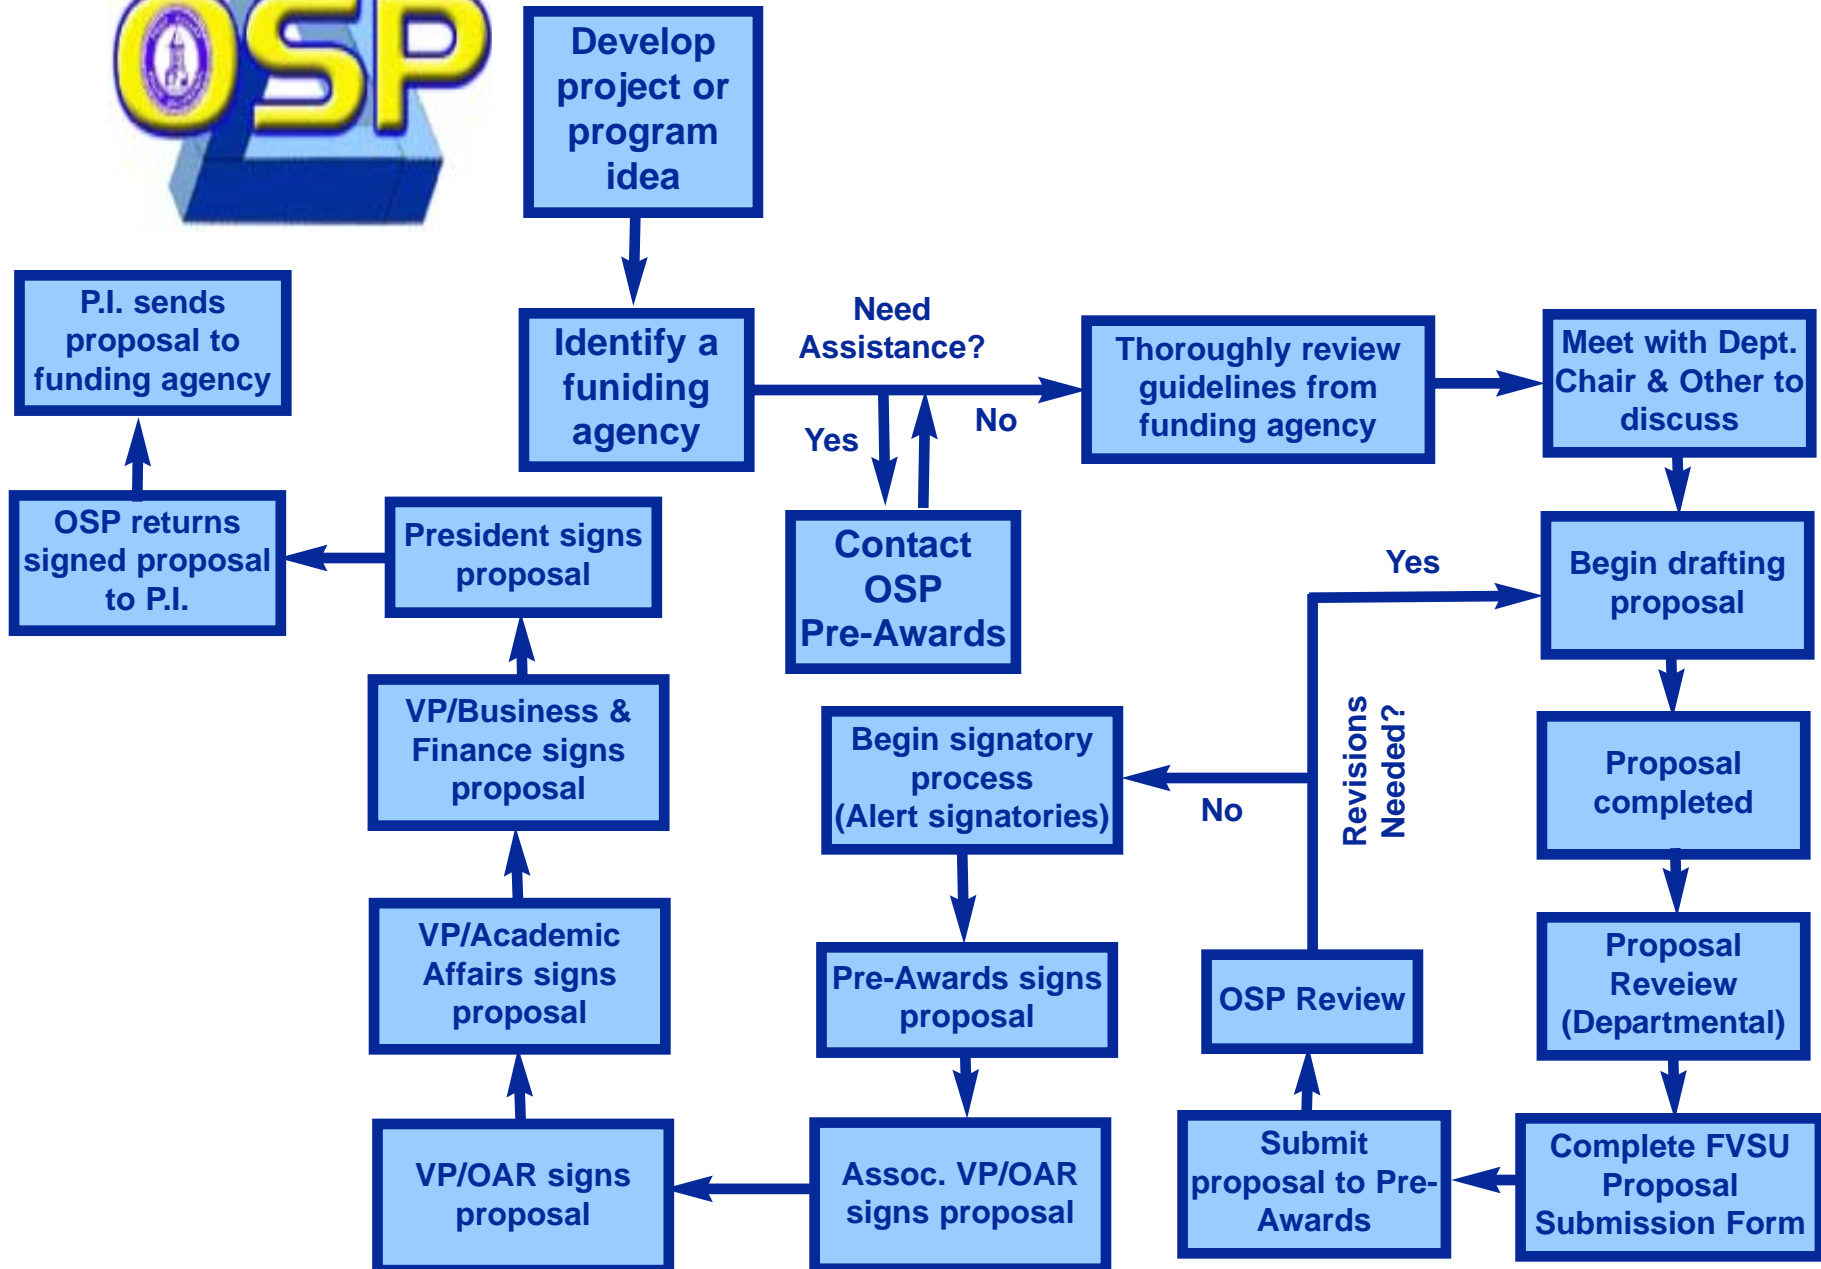 OSP
Develop
project or
program
idea
P.I. sends
proposal to
funding agency
Identify a
funiding
agency
Need
Assistance?
Yes
No
Thoroughly review
guidelines from
funding agency
Meet with Dept.
Chair & Other to
discuss
OSP returns
signed proposal
to P.I.
President signs
proposal
Contact
OSP
Pre-Awards
Yes
Begin drafting
proposal
VP/Business &
Finance signs
proposal
Begin signatory
process
(Alert signatories)
No
Revisions
Needed?
Proposal
completed
VP/Academic
Affairs signs
proposal
Pre-Awards signs
proposal
OSP Review
Proposal
Reveiew
(Departmental)
VP/OAR signs
proposal
Assoc. VP/OAR
signs proposal
Submit
proposal to Pre-
Awards
Complete FVSU
Proposal
Submission Form